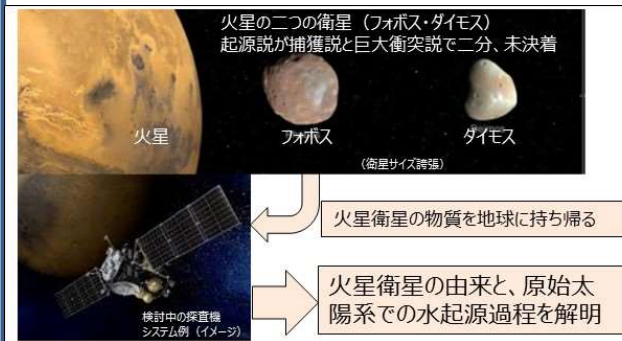 火星の二つの衛星（フォボス・ダイモス）
起源説が捕獲説と巨大衝突説で二分、未決着
火星
フォボス
ダイモス
（衛星サイズ誇張）
火星衛星の物質を地球に持ち帰る
検討中の探査機
システム例（イメージ）
火星衛星の由来と、原始太
陽系での水起源過程を解明